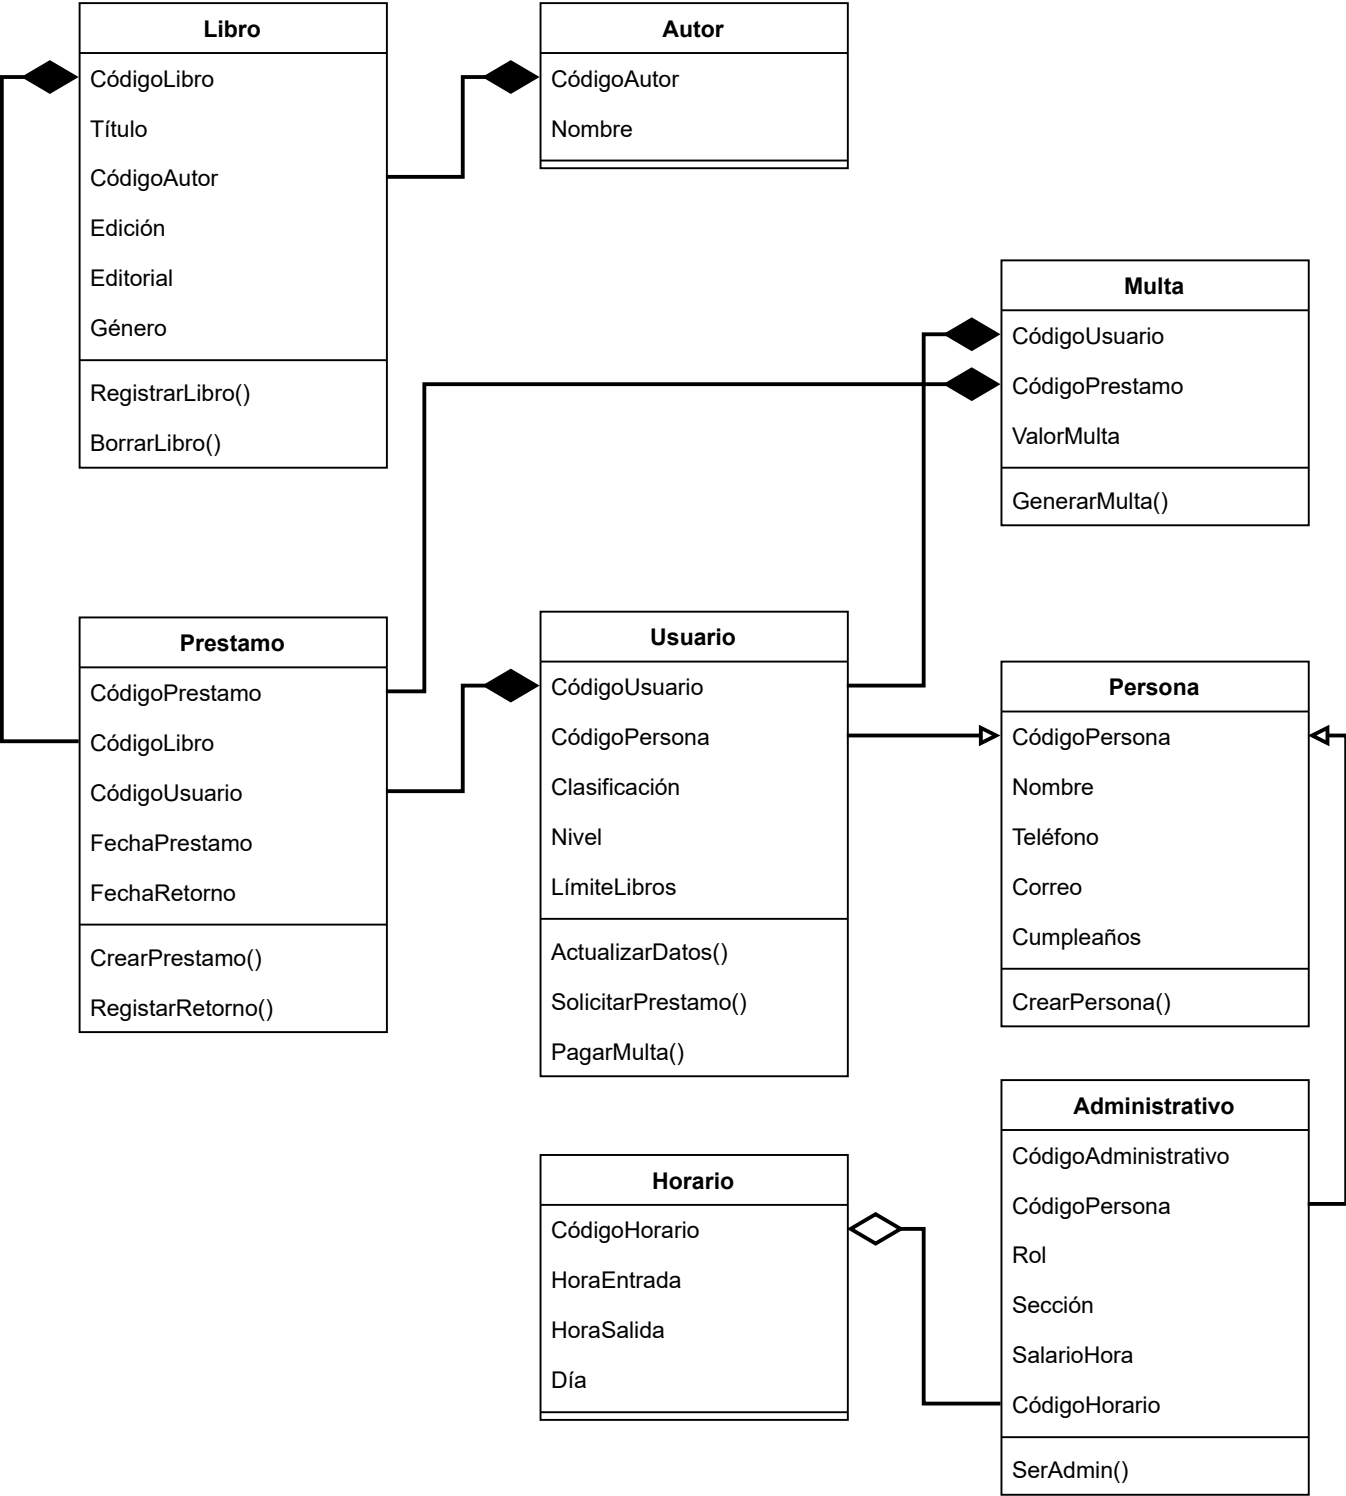 Libro
CódigoLibro
Título
CódigoAutor
Edición
Editorial
Género
RegistrarLibro()
BorrarLibro()
Autor
CódigoAutor
Nombre
Multa
CódigoUsuario
CódigoPrestamo
ValorMulta
GenerarMulta()
Prestamo
CódigoPrestamo
CódigoLibro
CódigoUsuario
FechaPrestamo
FechaRetorno
CrearPrestamo()
RegistarRetorno()
Usuario
CódigoUsuario
CódigoPersona
Clasificación
Nivel
LímiteLibros
ActualizarDatos()
SolicitarPrestamo()
PagarMulta()
Persona
CódigoPersona
Nombre
Teléfono
Correo
Cumpleaños
CrearPersona()
Horario
CódigoHorario
HoraEntrada
HoraSalida
Día
Administrativo
CódigoAdministrativo
CódigoPersona
Rol
Sección
SalarioHora
CódigoHorario
SerAdmin()